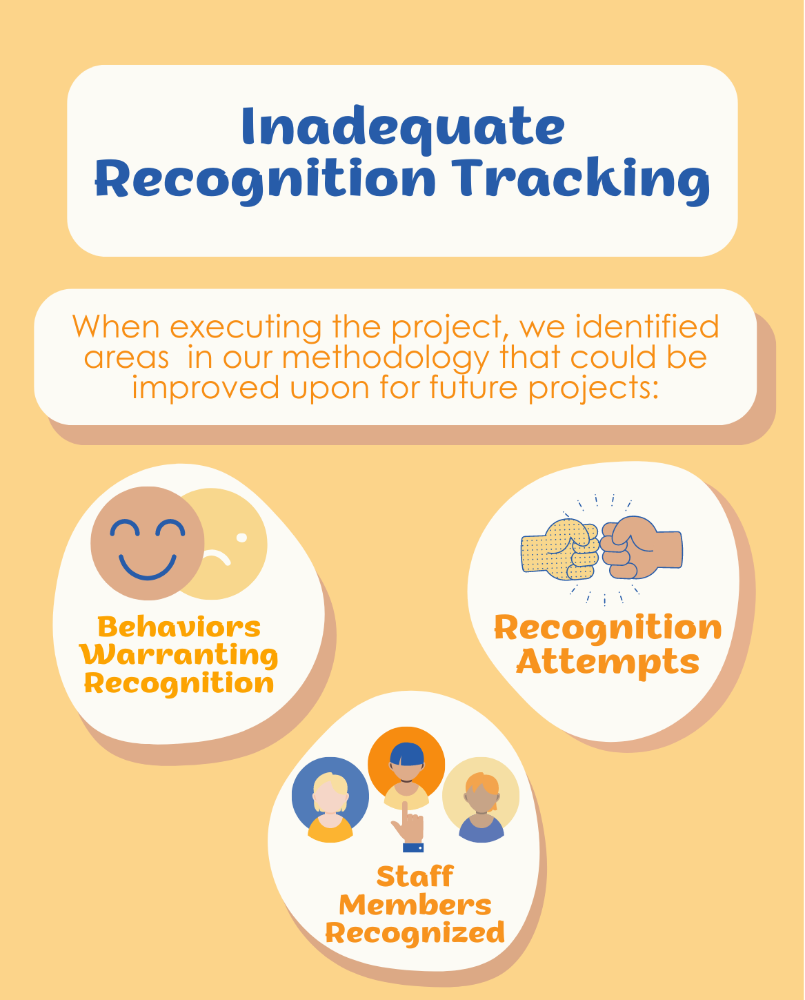 Inadequate
Recognition Tracking
When executing the project, we identified
areas  in our methodology that could be
improved upon for future projects:
Behaviors
Warranting
Recognition
Recognition
Attempts
Staff
Members
Recognized